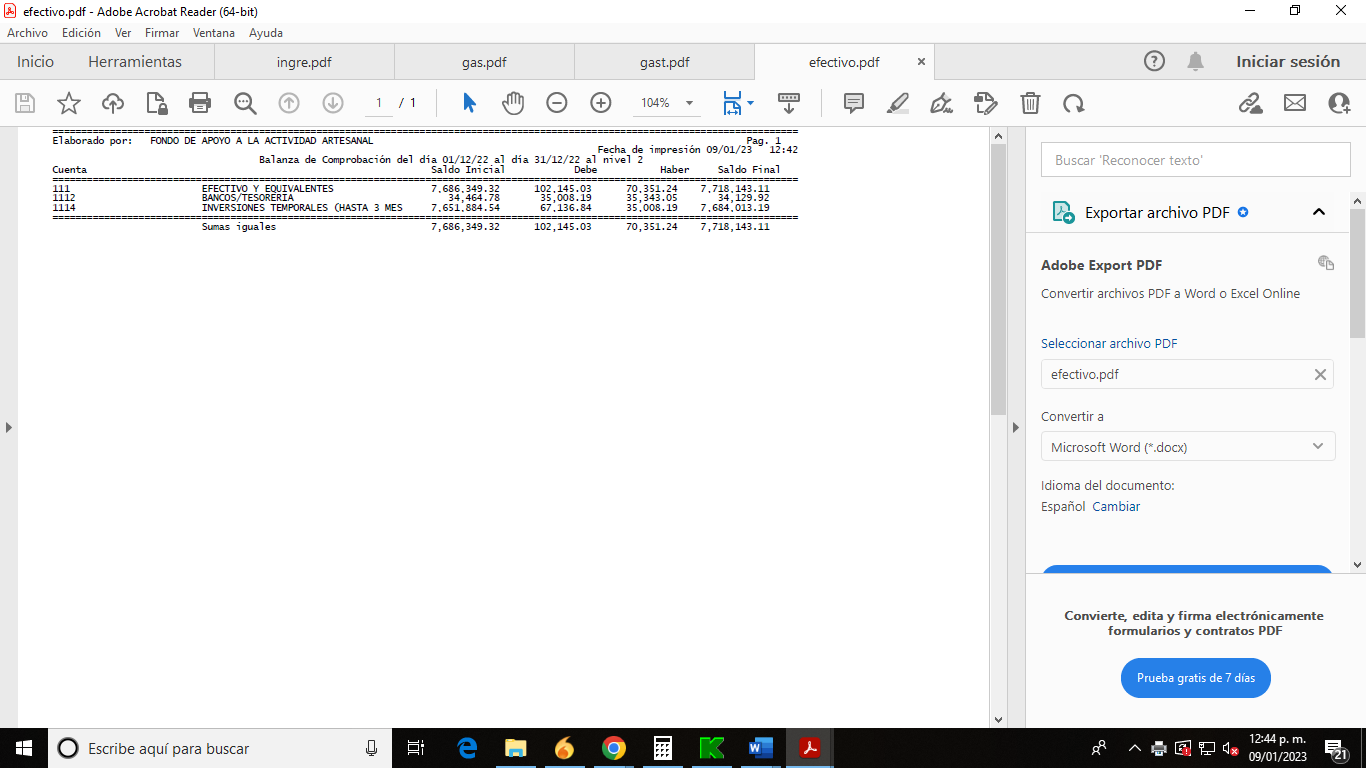 efectivo.pdf - Adobe Acrobat Reader (64-bit)
Archivo Edición Ver Firmar Ventana Ayuda
Inicio Herramientas ingre.pdf gas.pdf gast.pdf efectivo.pdf Iniciar sesión
1 / 1 104%
Elaborado por: FONDO DE APOYO A LA ACTIVIDAD ARTESANAL Pag. 1
Fecha de impresión 09/01/23 12:42
Balanza de Comprobación del día 01/12/22 al día 31/12/22 al nivel 2
Cuenta Saldo Inicial Debe Haber Saldo Final
111 EFECTIVO Y EQUIVALENTES 7,686,349.32 102,145.03 70,351.24 7,718,143.11
1112 BANCOS/TESORERIA 34,464.78 35,008.19 35,343.05 34,129.92
1114 INVERSIONES TEMPORALES (HASTA 3 MES 7,651,884.54 67,136.84 35,008.19 7,684,013.19
Sumas iguales 7,686,349.32 102,145.03 70,351.24 7,718,143.11
Buscar 'Reconocer texto'
Exportar archivo PDF
Adobe Export PDF
Convertir archivos PDF a Word o Excel Online
Seleccionar archivo PDF
efectivo.pdf
Convertir a
Microsoft Word (*.docx)
Idioma del documento:
Español Cambiar
Convierte, edita y firma electrónicamente
formularios y contratos PDF
Prueba gratis de 7 días
Escribe aquí para buscar
12:44 p. m.
09/01/2023
21